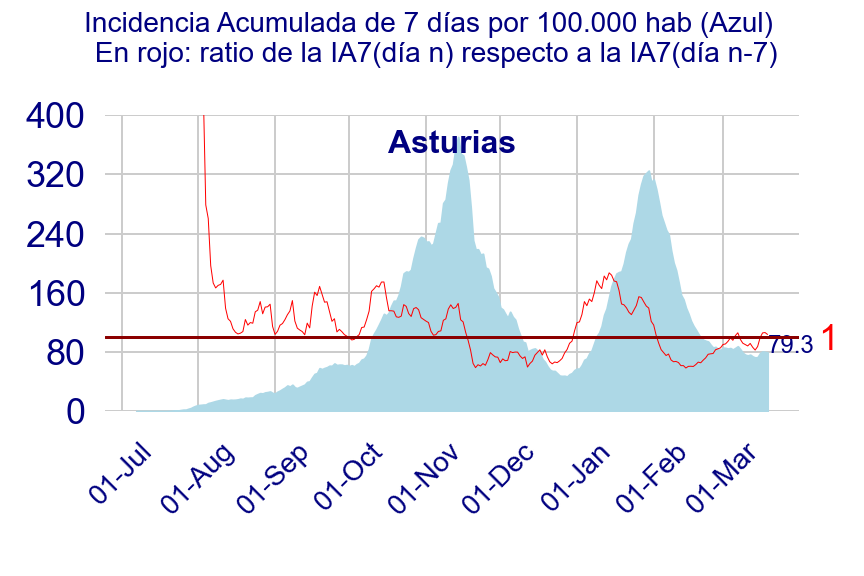 Incidencia Acumulada de 7 días por 100.000 hab (Azul)
En rojo: ratio de la IA7(día n) respecto a la IA7(día n-7)
Asturias
400
320
240
160
80
0
79.3
1
01-Jul
01-Aug
01-Sep
01-Oct
01-Nov
01-Dec
01-Jan
01-Feb
01-Mar